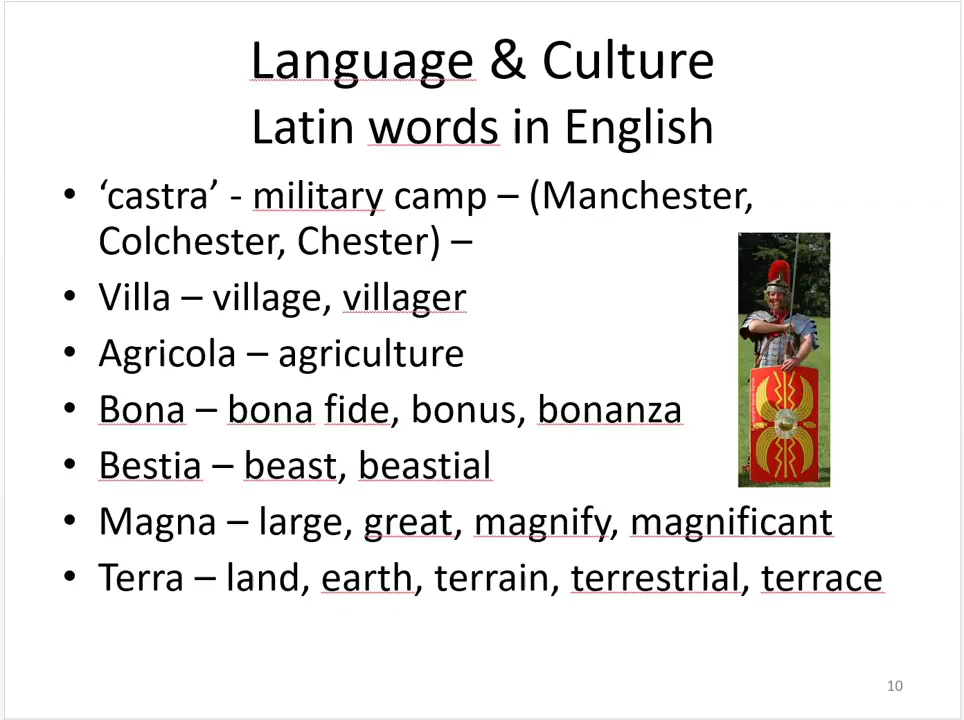 Language & Culture
Latin words in English
• ‘castra’ - military camp – (Manchester,
Colchester, Chester) –
• Villa – village, villager
• Agricola – agriculture
• Bona – bona fide, bonus, bonanza
• Bestia – beast, beastial
• Magna – large, great, magnify, magnificant
• Terra – land, earth, terrain, terrestrial, terrace
10